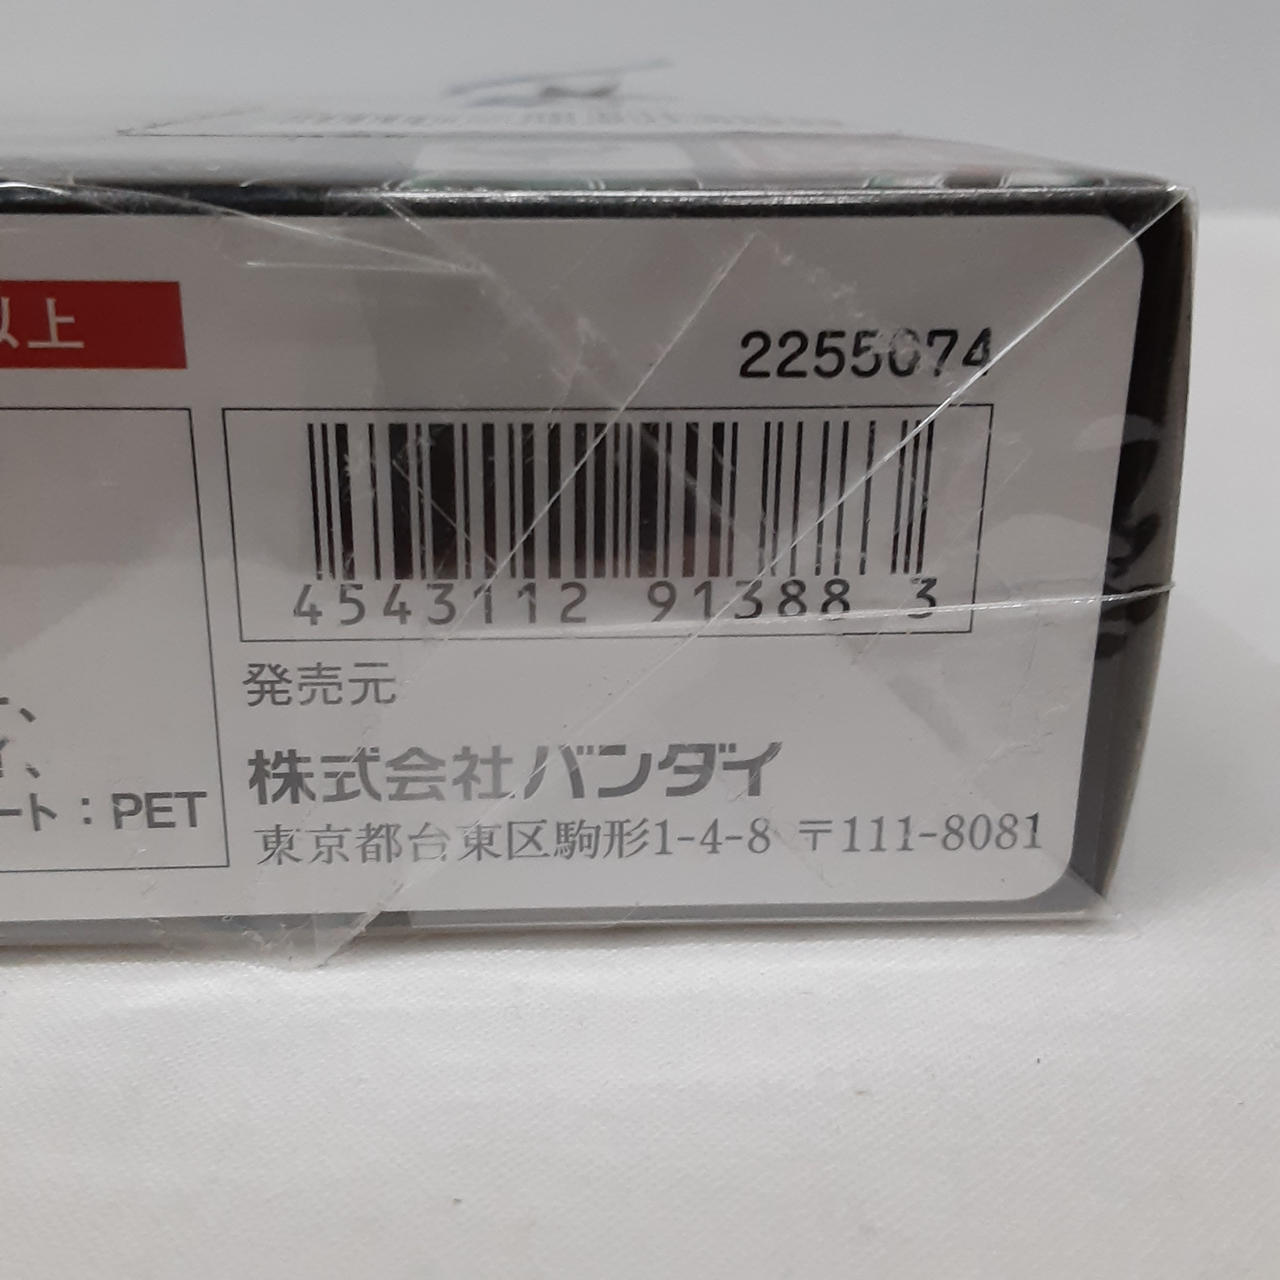 以上
2255074
4543112 91388 3
発売元
株式会社バンダイ
ート：PET
東京都台東区駒形1-4-8 〒111-8081